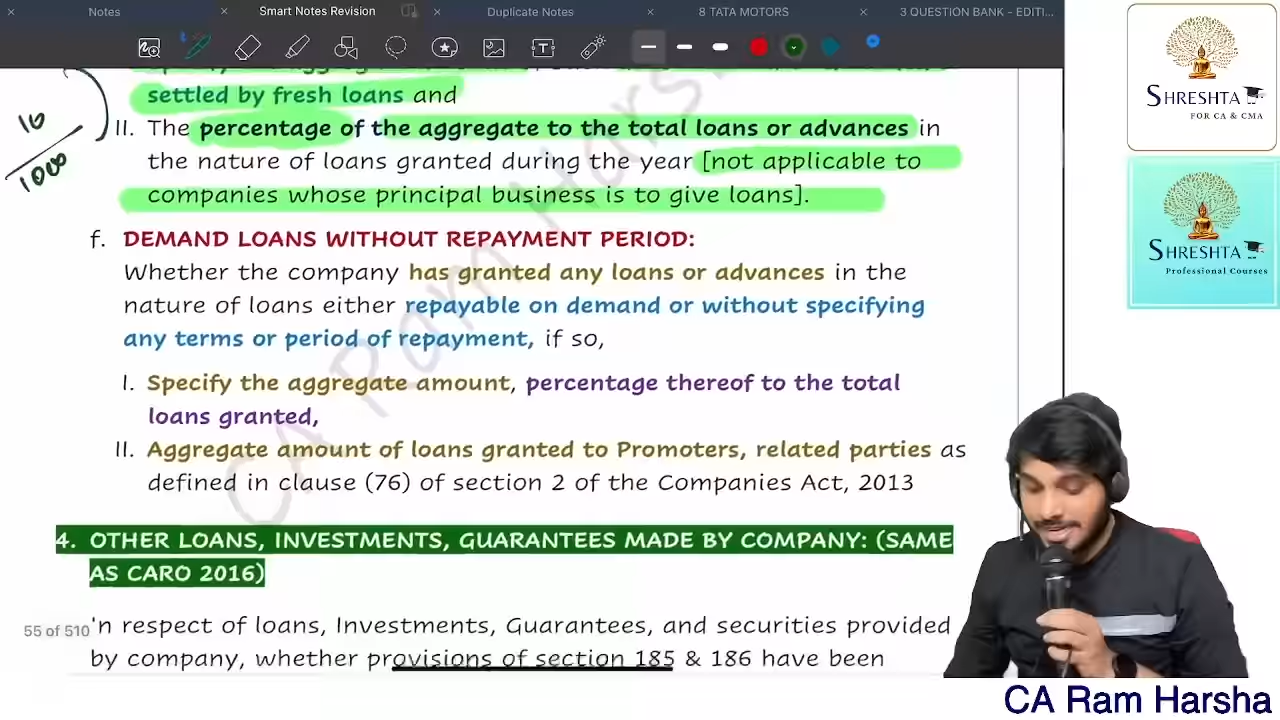 Notes
Smart Notes Revision
Duplicate Notes
8 TATA MOTORS
3 QUESTION BANK - EDITI...
settled by fresh loans and
II. The percentage of the aggregate to the total loans or advances in
the nature of loans granted during the year [not applicable to
companies whose principal business is to give loans].
10
1000
f. DEMAND LOANS WITHOUT REPAYMENT PERIOD:
Whether the company has granted any loans or advances in the
nature of loans either repayable on demand or without specifying
any terms or period of repayment, if so,
I. Specify the aggregate amount, percentage thereof to the total
loans granted,
II. Aggregate amount of loans granted to Promoters, related parties as
defined in clause (76) of section 2 of the Companies Act, 2013
4. OTHER LOANS, INVESTMENTS, GUARANTEES MADE BY COMPANY: (SAME
AS CARO 2016)
55 of 510
In respect of loans, Investments, Guarantees, and securities provided
by company, whether provisions of section 185 & 186 have been
CA Ram Harsha
SHRESHTA
FOR CA & CMA
SHRESHTA
Professional Courses
CA Ram Harsha